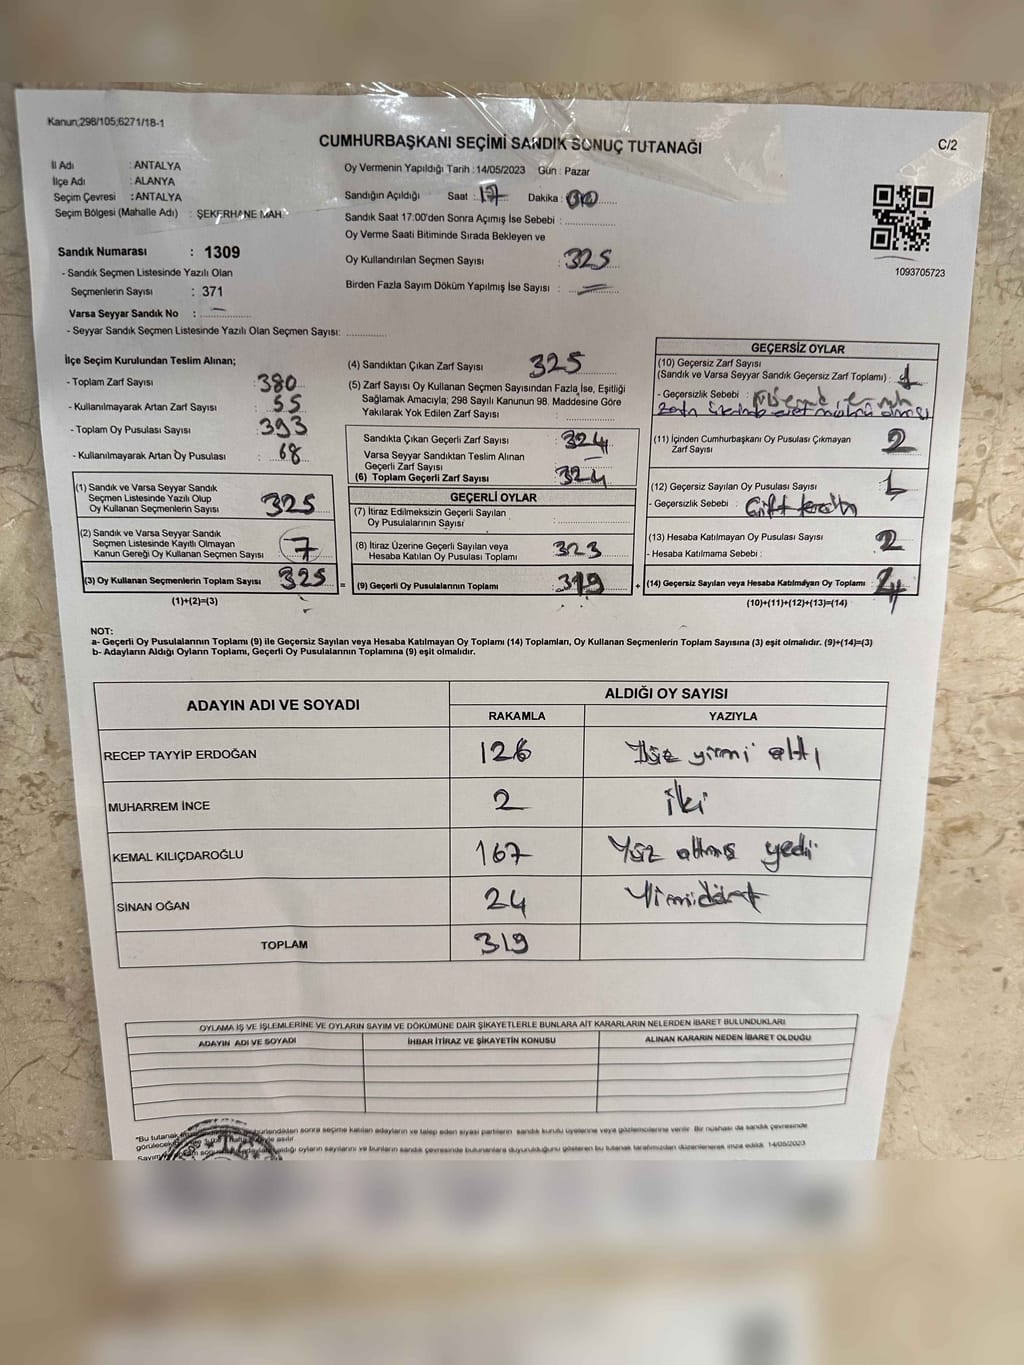 Kanun;298/105;6271/18-1
CUMHURBAŞKANI SEÇİMİ SANDIK SONUÇ TUTANAĞI
C/2
İl Adı : ANTALYA
İlçe Adı : ALANYA
Seçim Çevresi : ANTALYA
Seçim Bölgesi (Mahalle Adı) : ŞEKERHANE MAH.
Sandık Numarası : 1309
- Sandık Seçmen Listesinde Yazılı Olan
Seçmenlerin Sayısı : 371
Varsa Seyyar Sandık No : —
- Seyyar Sandık Seçmen Listesinde Yazılı Olan Seçmen Sayısı:
Oy Vermenin Yapıldığı Tarih : 14/05/2023 Gün : Pazar
Sandığın Açıldığı Saat : 17 Dakika : 00
Sandık Saat 17:00'den Sonra Açımış İse Sebebi :
Oy Verme Saati Bitiminde Sırada Bekleyen ve
Oy Kullandırılan Seçmen Sayısı : 325
Birden Fazla Sayım Döküm Yapılmış İse Sayısı :
1093705723
İlçe Seçim Kurulundan Teslim Alınan;
- Toplam Zarf Sayısı : 380
- Kullanılmayarak Artan Zarf Sayısı : 55
- Toplam Oy Pusulası Sayısı : 393
- Kullanılmayarak Artan Oy Pusulası : 68
(1) Sandık ve Varsa Seyyar Sandık
Seçmen Listesinde Yazılı Olup
Oy Kullanan Seçmenlerin Sayısı 325
(2) Sandık ve Varsa Seyyar Sandık
Seçmen Listesinde Kayıtlı Olmayan
Kanun Gereği Oy Kullanan Seçmen Sayısı 7
(3) Oy Kullanan Seçmenlerin Toplam Sayısı 325 =
(1)+(2)=(3)
(4) Sandıktan Çıkan Zarf Sayısı 325
(5) Zarf Sayısı Oy Kullanan Seçmen Sayısından Fazla İse, Eşitliği
Sağlamak Amacıyla; 298 Sayılı Kanunun 98. Maddesine Göre
Yakılarak Yok Edilen Zarf Sayısı :
Sandıkta Çıkan Geçerli Zarf Sayısı : 324
Varsa Seyyar Sandıktan Teslim Alınan
Geçerli Zarf Sayısı : —
(6) Toplam Geçerli Zarf Sayısı : 324
GEÇERLİ OYLAR
(7) İtiraz Edilmeksizin Geçerli Sayılan
Oy Pusulalarının Sayısı :
(8) İtiraz Üzerine Geçerli Sayılan veya
Hesaba Katılan Oy Pusulası Toplamı : 323
(9) Geçerli Oy Pusulalarının Toplamı : 319 +
GEÇERSİZ OYLAR
(10) Geçersiz Zarf Sayısı
(Sandık ve Varsa Seyyar Sandık Geçersiz Zarf Toplamı) : 1
- Geçersizlik Sebebi :
(11) İçinden Cumhurbaşkanı Oy Pusulası Çıkmayan
Zarf Sayısı : 2
(12) Geçersiz Sayılan Oy Pusulası Sayısı :
- Geçersizlik Sebebi : Çift tercih
(13) Hesaba Katılmayan Oy Pusulası Sayısı : 2
- Hesaba Katılmama Sebebi :
(14) Geçersiz Sayılan veya Hesaba Katılmayan Oy Toplamı :
(10)+(11)+(12)+(13)=(14)
NOT:
a- Geçerli Oy Pusulalarının Toplamı (9) ile Geçersiz Sayılan veya Hesaba Katılmayan Oy Toplamı (14) Toplamları, Oy Kullanan Seçmenlerin Toplam Sayısına (3) eşit olmalıdır. (9)+(14)=(3)
b- Adayların Aldığı Oyların Toplamı, Geçerli Oy Pusulalarının Toplamına (9) eşit olmalıdır.
ADAYIN ADI VE SOYADI ALDIĞI OY SAYISI
RAKAMLA YAZIYLA
RECEP TAYYİP ERDOĞAN 126 Yüz yirmi altı
MUHARREM İNCE 2 iki
KEMAL KILIÇDAROĞLU 167 Yüz altmış yedi
SİNAN OĞAN 24 Yirmidört
TOPLAM 319
OYLAMA İŞ VE İŞLEMLERİNE VE OYLARIN SAYIM VE DÖKÜMÜNE DAİR ŞİKAYETLERLE BUNLARA AİT KARARLARIN NELERDEN İBARET BULUNDUKLARI
ADAYIN ADI VE SOYADI İHBAR İTİRAZ VE ŞİKAYETİN KONUSU ALINAN KARARIN NEDEN İBARET OLDUĞU
*Bu tutanak sonra seçime katılan adayların ve talep eden siyasi partilerin sandık kurulu üyelerine veya gözlemcilerine verilir. Bir nüshası da sandık çevresinde
oyların sayılarını ve bunların sandık çevresinde bulunanlara duyurulduğunu gösteren bu tutanak tarafımızdan düzenlenerek imza edildi. 14/05/2023